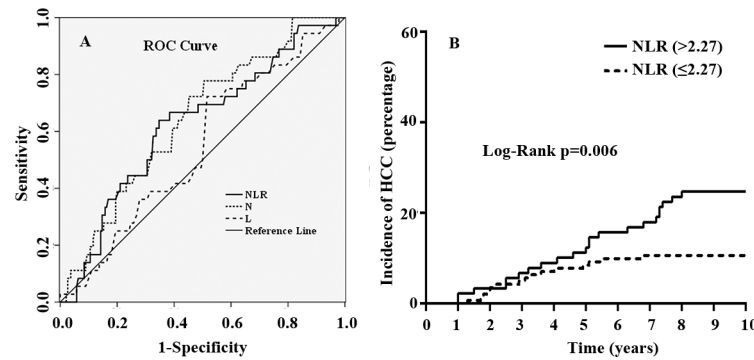 A
ROC Curve
Sensitivity
1.0
0.8
0.6
0.4
0.2
0.0
NLR
N
L
Reference Line
0.0 0.2 0.4 0.6 0.8 1.0
1-Specificity
B
NLR (>2.27)
NLR (≤2.27)
Log-Rank p=0.006
Incidence of HCC (percentage)
60
40
20
0
0 1 2 3 4 5 6 7 8 9 10
Time (years)